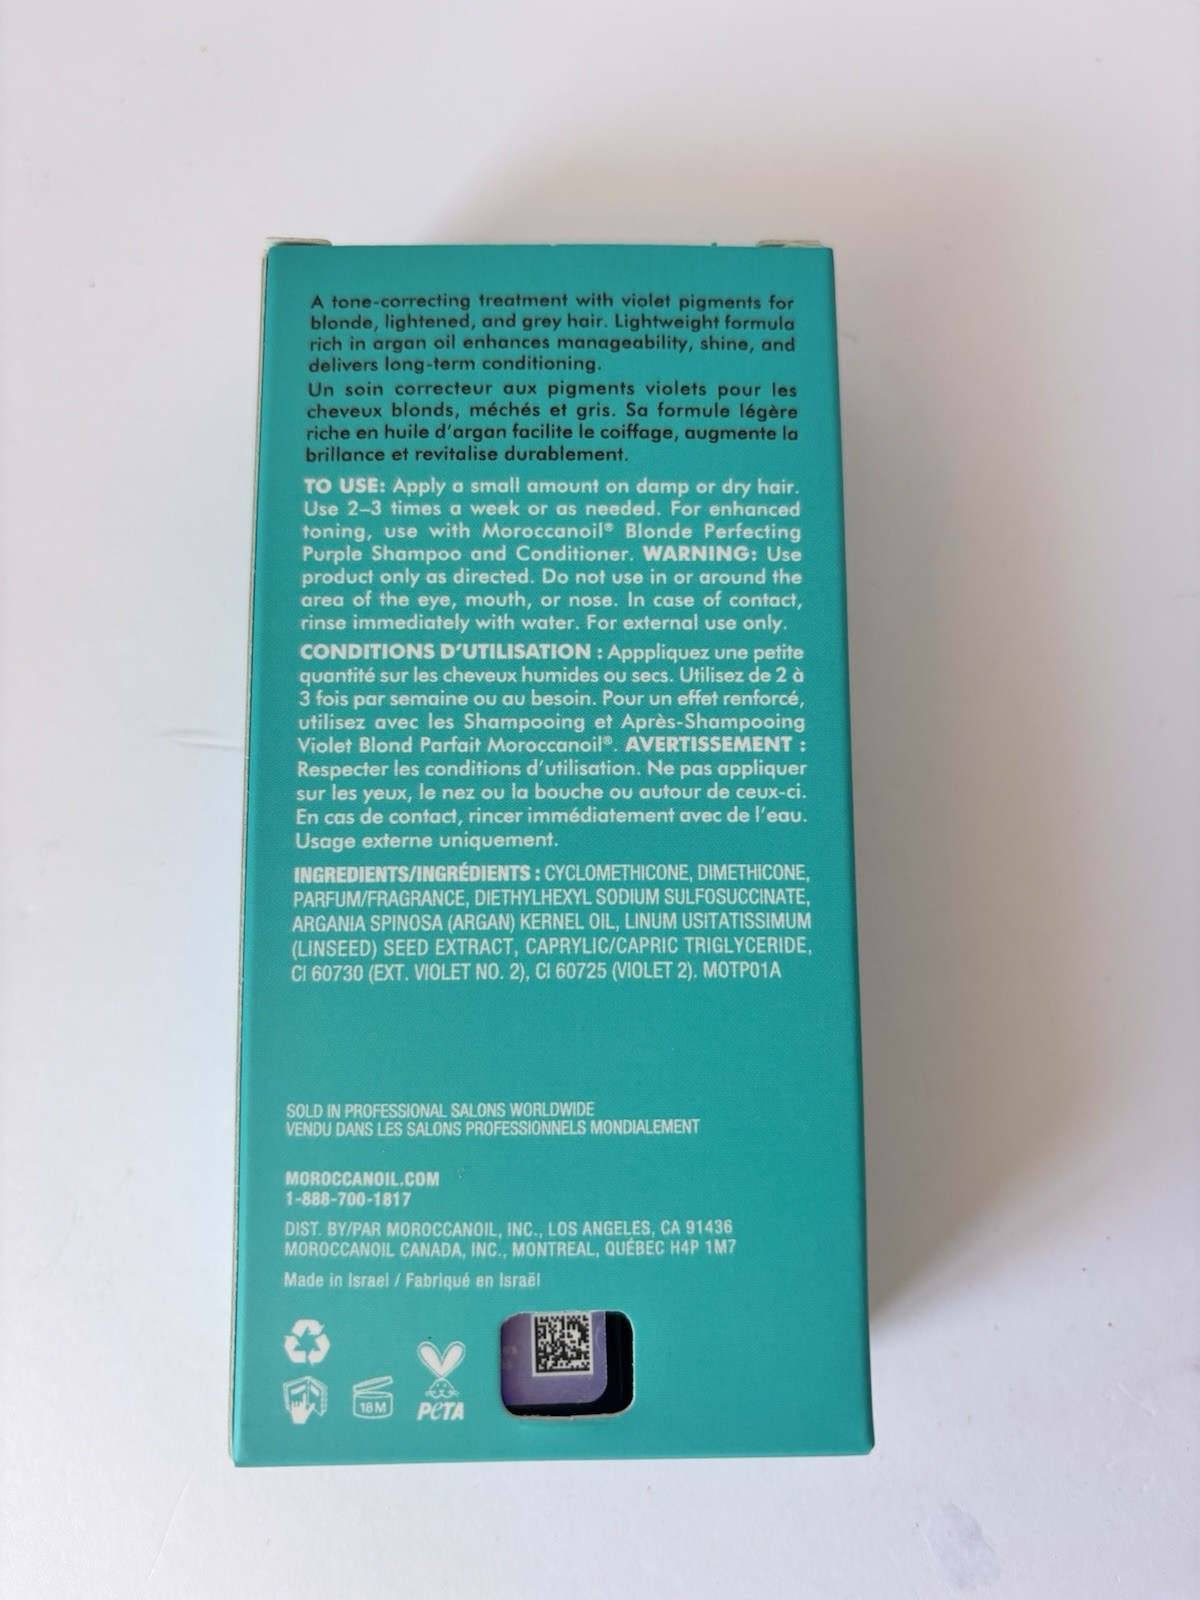 A tone-correcting treatment with violet pigments for
blonde, lightened, and grey hair. Lightweight formula
rich in argan oil enhances manageability, shine, and
delivers long-term conditioning.
Un soin correcteur aux pigments violets pour les
cheveux blonds, méchés et gris. Sa formule légère
riche en huile d'argan facilite le coiffage, augmente la
brillance et revitalise durablement.
TO USE: Apply a small amount on damp or dry hair.
Use 2–3 times a week or as needed. For enhanced
toning, use with Moroccanoil® Blonde Perfecting
Purple Shampoo and Conditioner. WARNING: Use
product only as directed. Do not use in or around the
area of the eye, mouth, or nose. In case of contact,
rinse immediately with water. For external use only.
CONDITIONS D'UTILISATION : Apppliquez une petite
quantité sur les cheveux humides ou secs. Utilisez de 2 à
3 fois par semaine ou au besoin. Pour un effet renforcé,
utilisez avec les Shampooing et Après-Shampooing
Violet Blond Parfait Moroccanoil®. AVERTISSEMENT :
Respecter les conditions d'utilisation. Ne pas appliquer
sur les yeux, le nez ou la bouche ou autour de ceux-ci.
En cas de contact, rincer immédiatement avec de l'eau.
Usage externe uniquement.
INGREDIENTS/INGRÉDIENTS : CYCLOMETHICONE, DIMETHICONE,
PARFUM/FRAGRANCE, DIETHYLHEXYL SODIUM SULFOSUCCINATE,
ARGANIA SPINOSA (ARGAN) KERNEL OIL, LINUM USITATISSIMUM
(LINSEED) SEED EXTRACT, CAPRYLIC/CAPRIC TRIGLYCERIDE,
CI 60730 (EXT. VIOLET NO. 2), CI 60725 (VIOLET 2). MOTP01A
SOLD IN PROFESSIONAL SALONS WORLDWIDE
VENDU DANS LES SALONS PROFESSIONNELS MONDIALEMENT
MOROCCANOIL.COM
1-888-700-1817
DIST. BY/PAR MOROCCANOIL, INC., LOS ANGELES, CA 91436
MOROCCANOIL CANADA, INC., MONTREAL, QUÉBEC H4P 1M7
Made in Israel / Fabriqué en Israël
18M
PETA